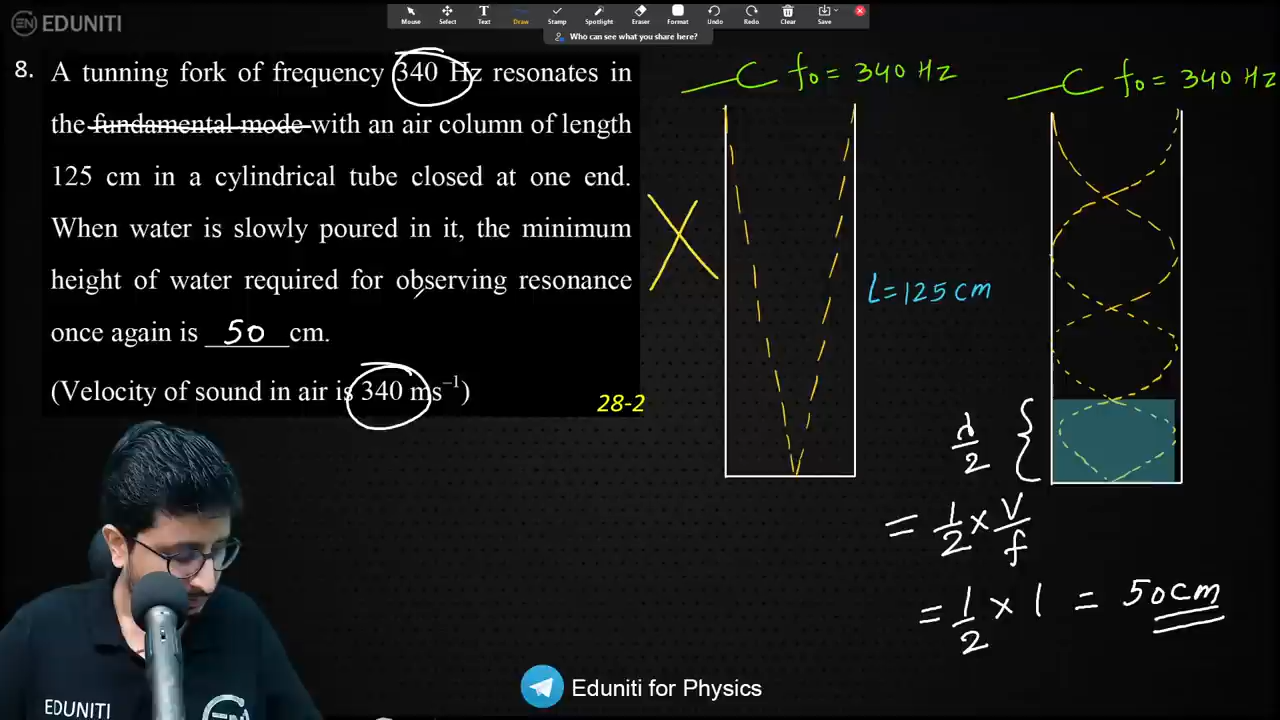 EDUNITI
Mouse Select Text Draw Stamp Spotlight Eraser Format Undo Redo Clear Save
Who can see what you share here?
8. A tunning fork of frequency 340 Hz resonates in
the fundamental mode with an air column of length
125 cm in a cylindrical tube closed at one end.
When water is slowly poured in it, the minimum
height of water required for observing resonance
once again is 50 cm.
(Velocity of sound in air is 340 ms⁻¹)
28-2
f₀ = 340 Hz
L = 125 cm
f₀ = 340 Hz
λ/2 {
= 1/2 × V/f
= 1/2 × 1 = 50cm
EDUNITI
Eduniti for Physics